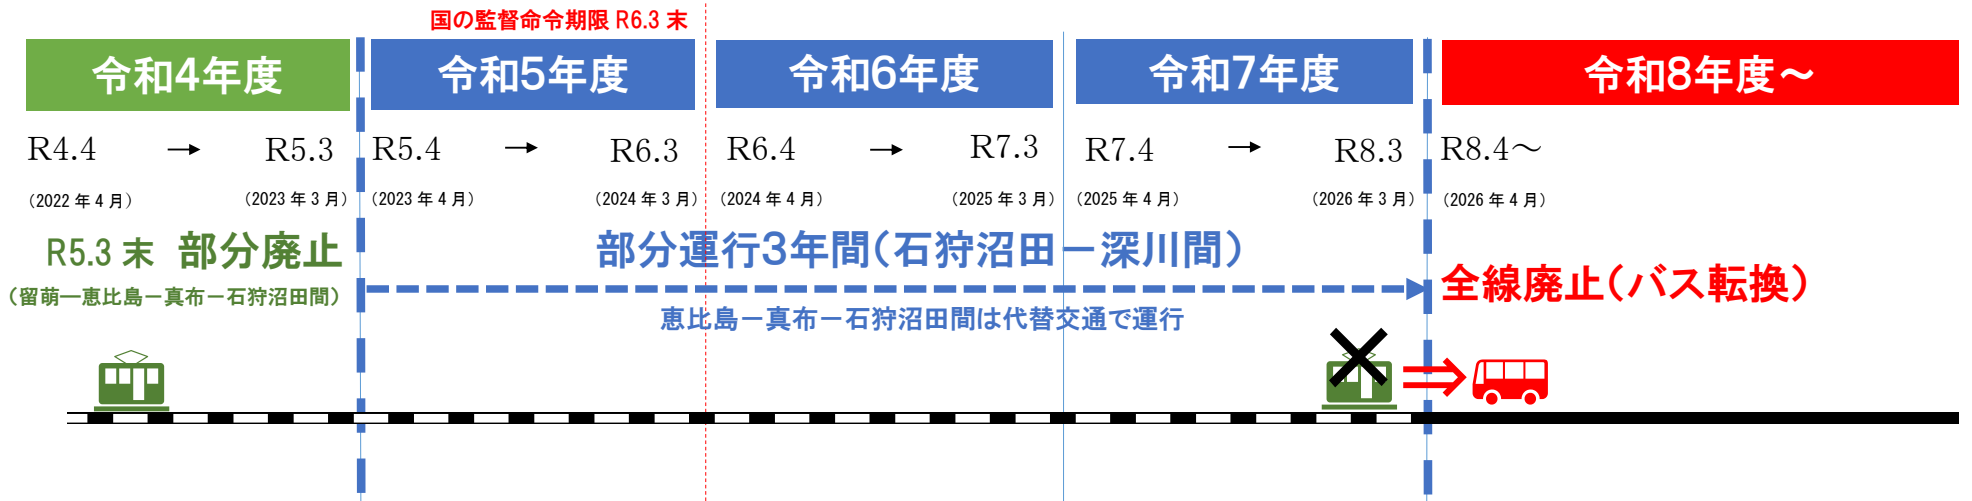 国の監督命令期限 R6.3 末
令和4年度
令和5年度
令和6年度
令和7年度
令和8年度～
R4.4 → R5.3
R5.4 → R6.3
R6.4 → R7.3
R7.4 → R8.3
R8.4～
（2022 年 4 月） （2023 年 3 月）
（2023 年 4 月） （2024 年 3 月）
（2024 年 4 月） （2025 年 3 月）
（2025 年 4 月） （2026 年 3 月）
（2026 年 4 月）
R5.3 末 部分廃止
（留萌―恵比島－真布－石狩沼田間）
部分運行3年間（石狩沼田－深川間）
恵比島－真布－石狩沼田間は代替交通で運行
全線廃止（バス転換）